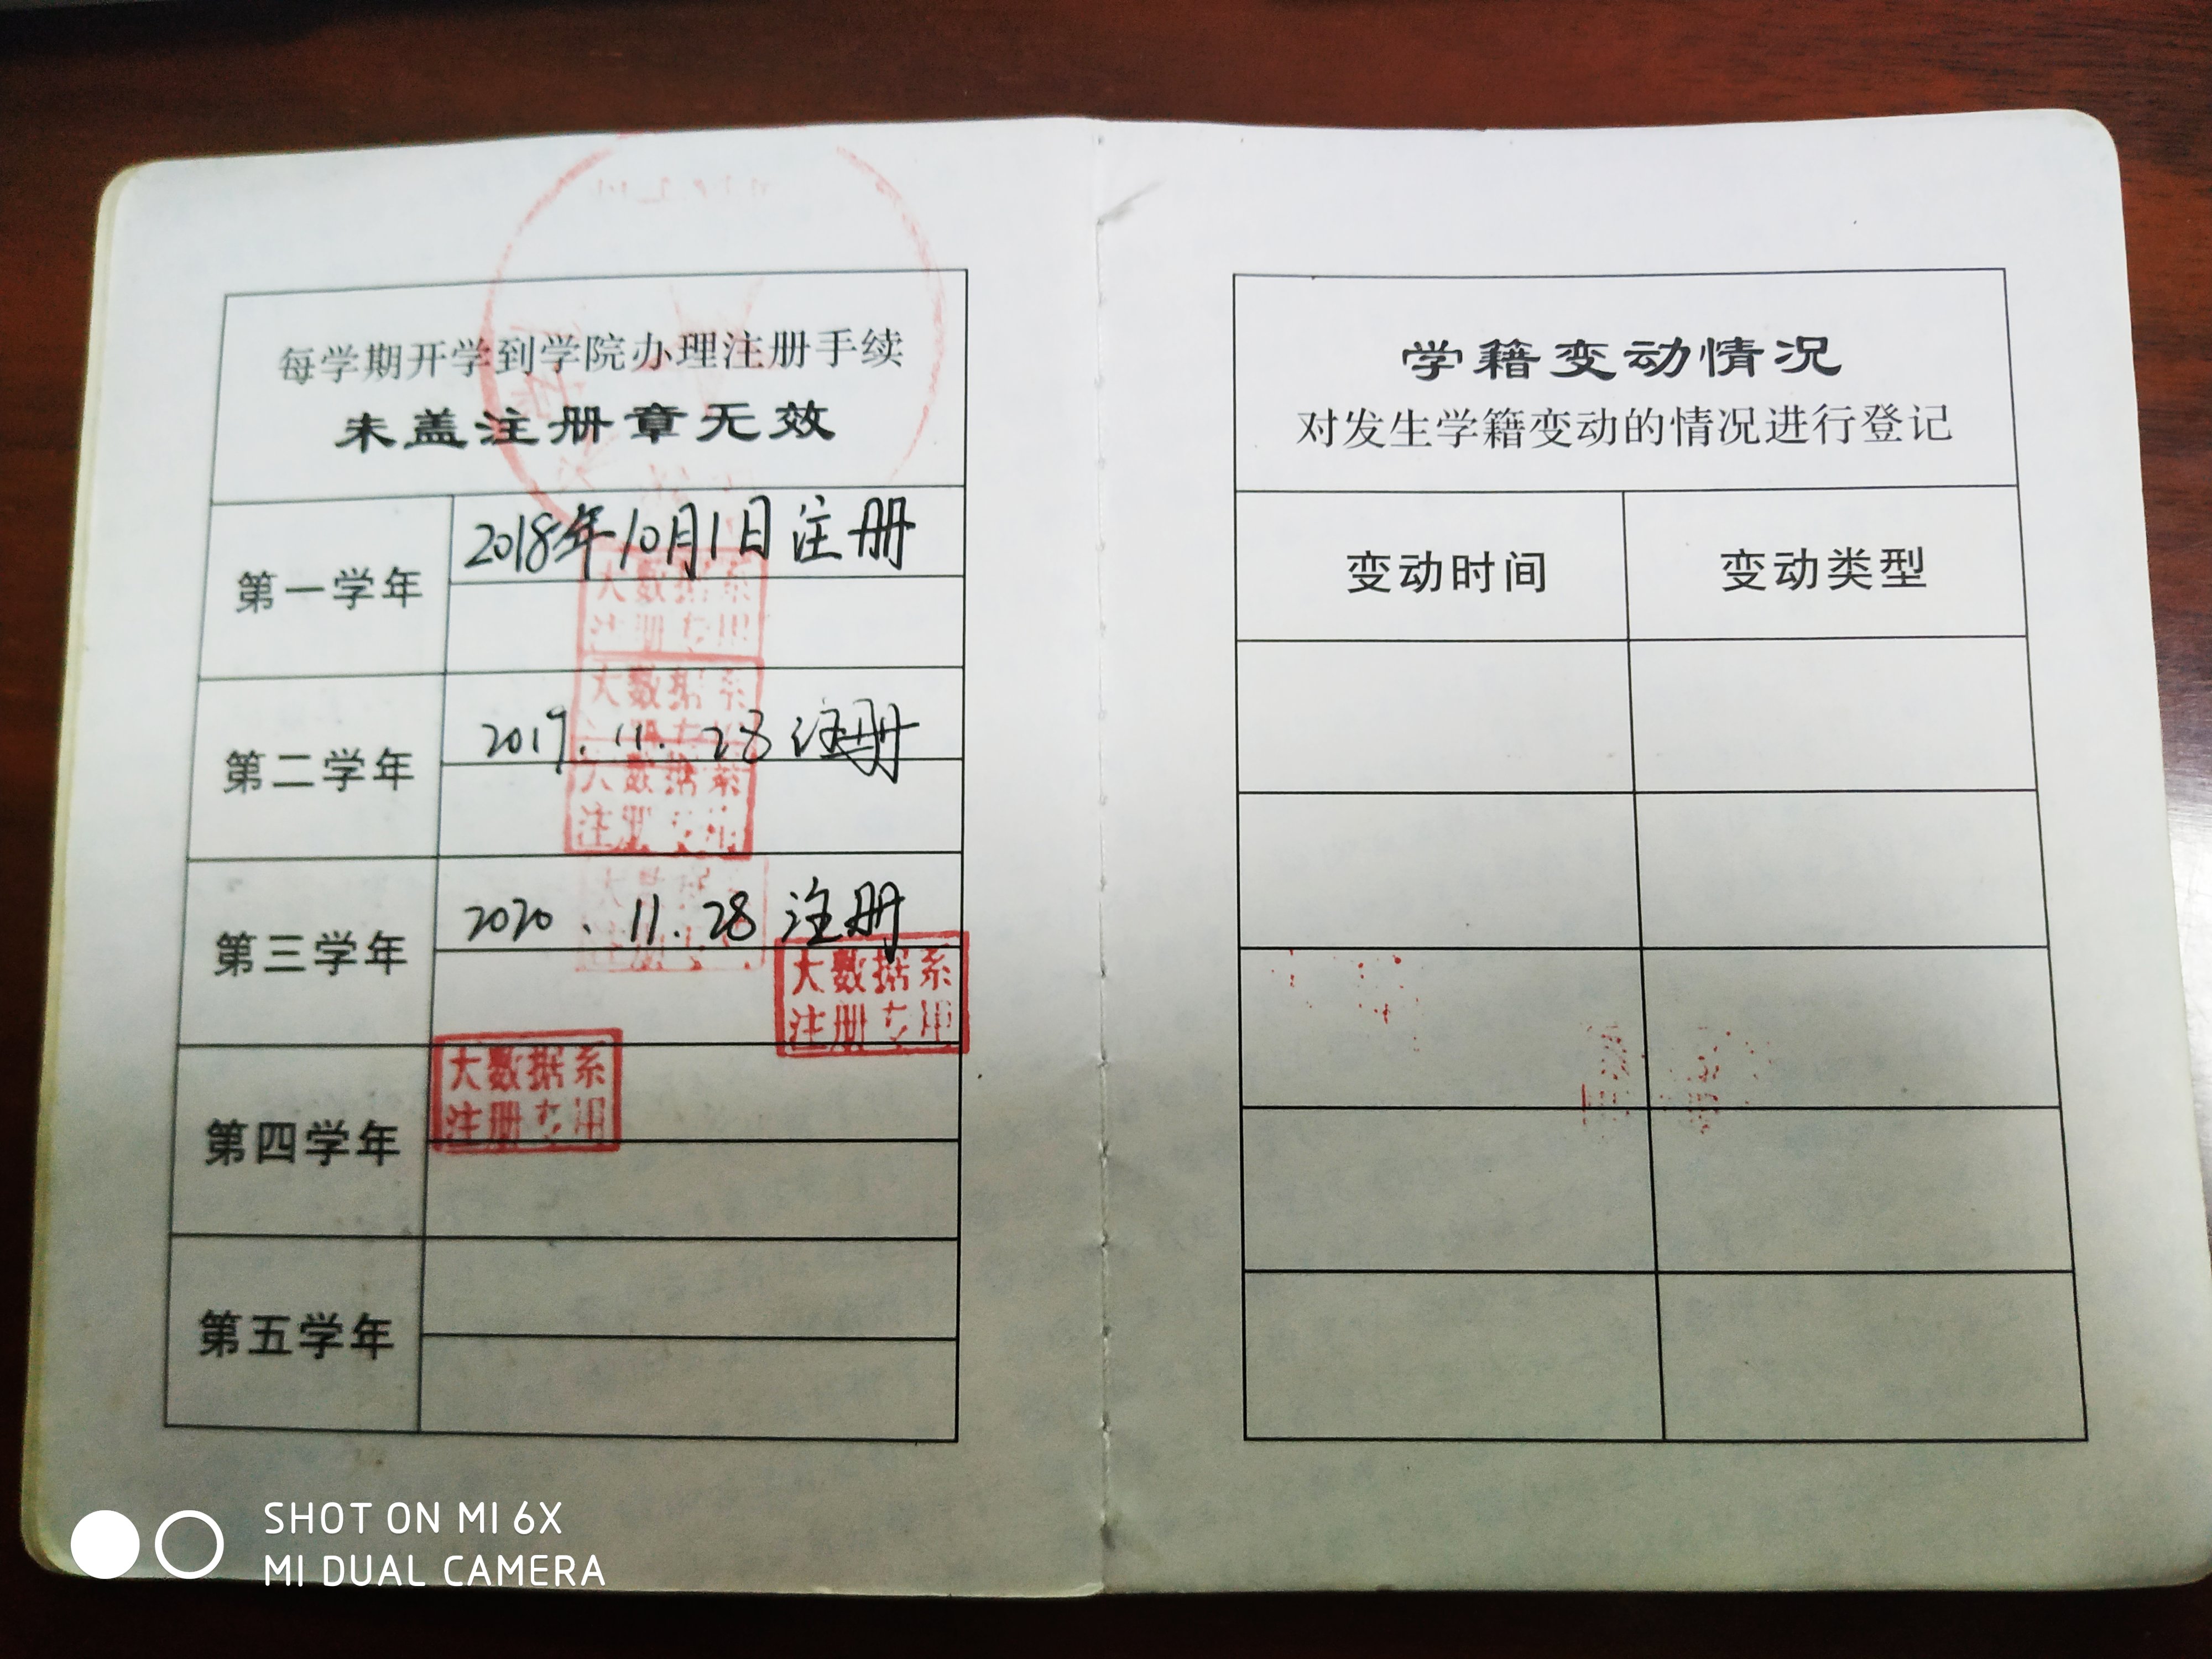 每学期开学到学院办理注册手续
未盖注册章无效
第一学年
2018年10月1日注册
大数据系
注册专用
第二学年
大数据系
2019.11.28注册
大数据系
注册专用
第三学年
2020.11.28注册
大数据系
注册专用
第四学年
大数据系
注册专用
第五学年
学籍变动情况
对发生学籍变动的情况进行登记
变动时间 变动类型
SHOT ON MI 6X
MI DUAL CAMERA